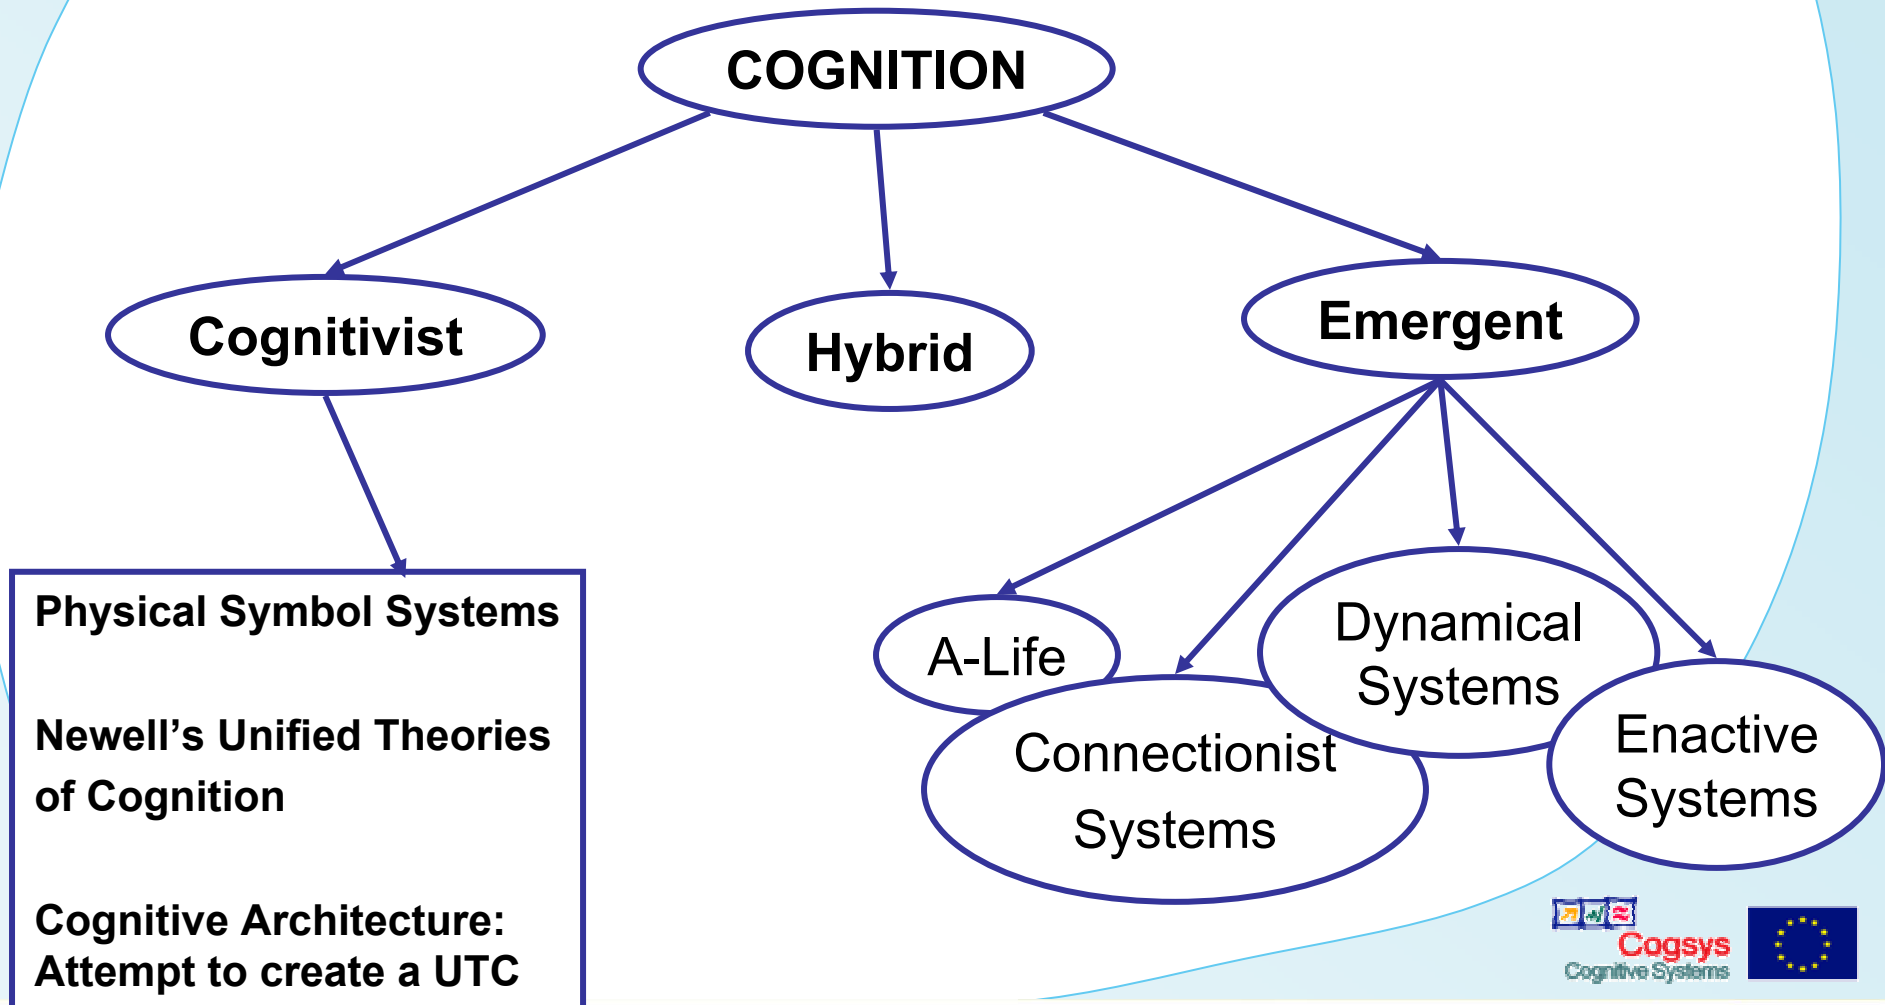 COGNITION
Cognitivist
Hybrid
Emergent
Physical Symbol Systems
Newell’s Unified Theories
of Cognition
Cognitive Architecture:
Attempt to create a UTC
A-Life
Connectionist
Systems
Dynamical
Systems
Enactive
Systems
Cogsys
Cognitive Systems